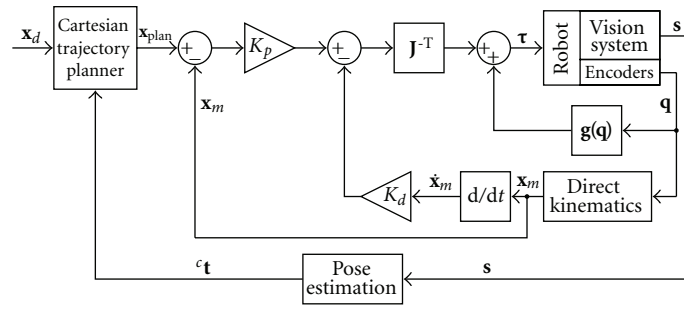 x_d
Cartesian
trajectory
planner
x_plan
−
K_p
−
J^-T
+
+
τ
Robot
Vision
system
Encoders
s
q
x_m
g(q)
K_d
ẋ_m
d/dt
x_m
Direct
kinematics
^c t
Pose
estimation
s